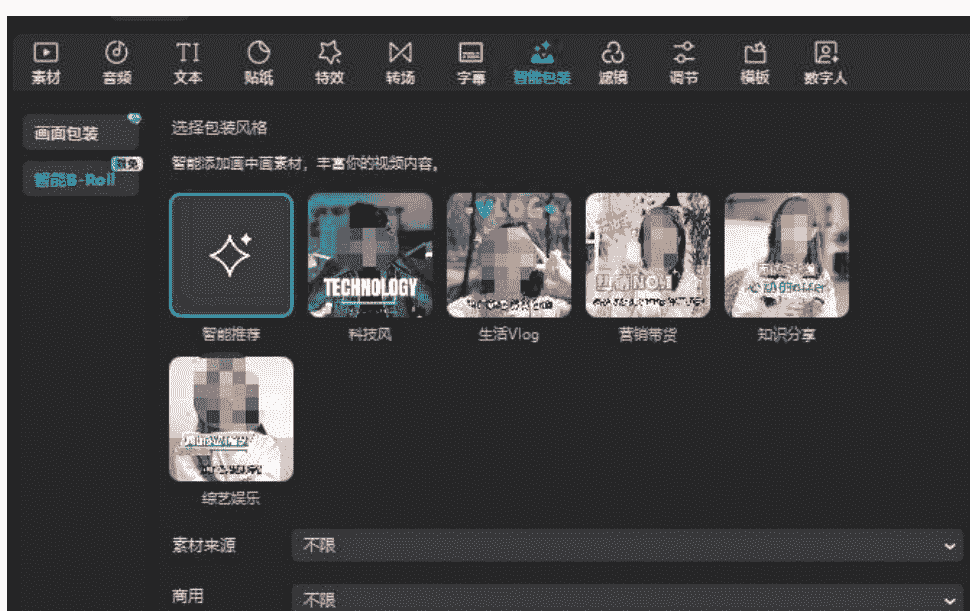 素材 音频 TI 文本 贴纸 特效 转场 字幕 智能包装 滤镜 调节 模板 数字人
画面包装
限免
智能B-Roll
选择包装风格
智能添加画中画素材，丰富你的视频内容。
VLOG
TECHNOLOGY
NO.1
智能推荐 科技风 生活Vlog 营销带货 知识分享
综艺娱乐
素材来源 不限
商用 不限